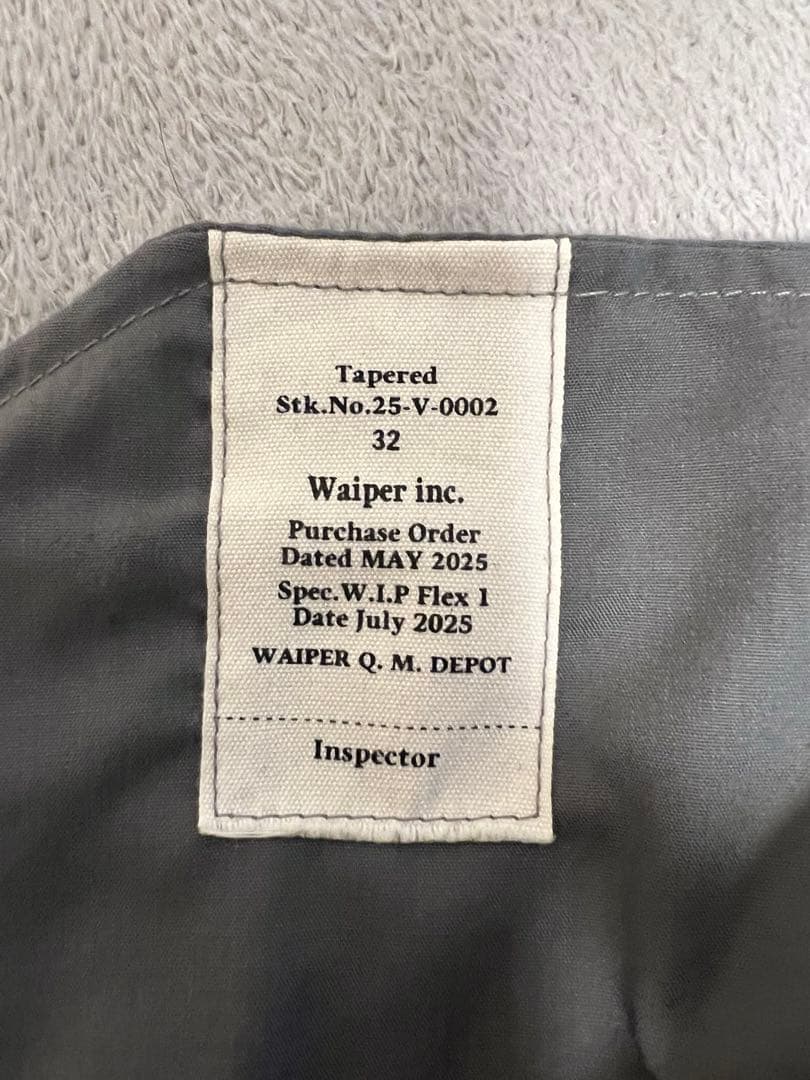 Tapered
Stk.No.25-V-0002
32
Waiper inc.
Purchase Order
Dated MAY 2025
Spec.W.I.P Flex 1
Date July 2025
WAIPER Q. M. DEPOT
Inspector